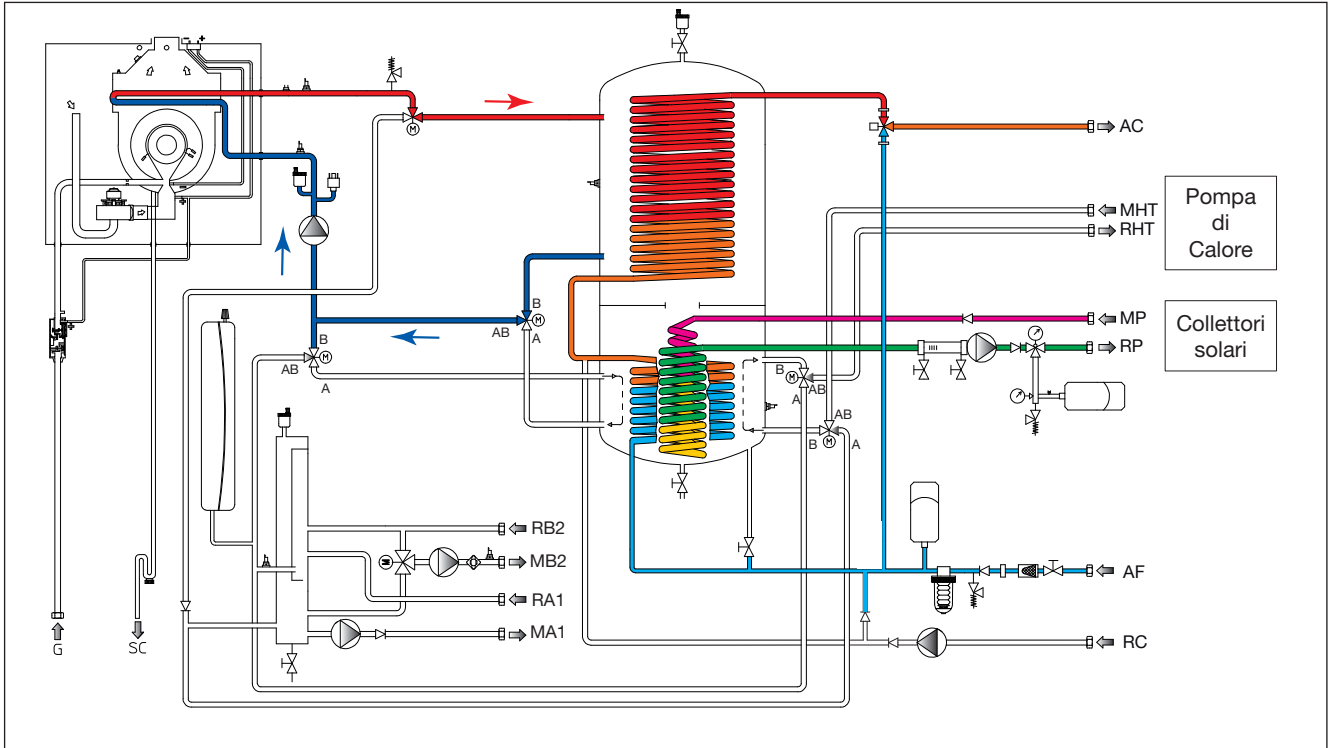 - +
M
AC
MHT
RHT
Pompa
di
Calore
B
AB
M
A
MP
RP
Collettori
solari
+
B
AB
M
A
B
M
AB
A
AB
B
M
A
RB2
MB2
M
RA1
MA1
AF
RC
G
SC